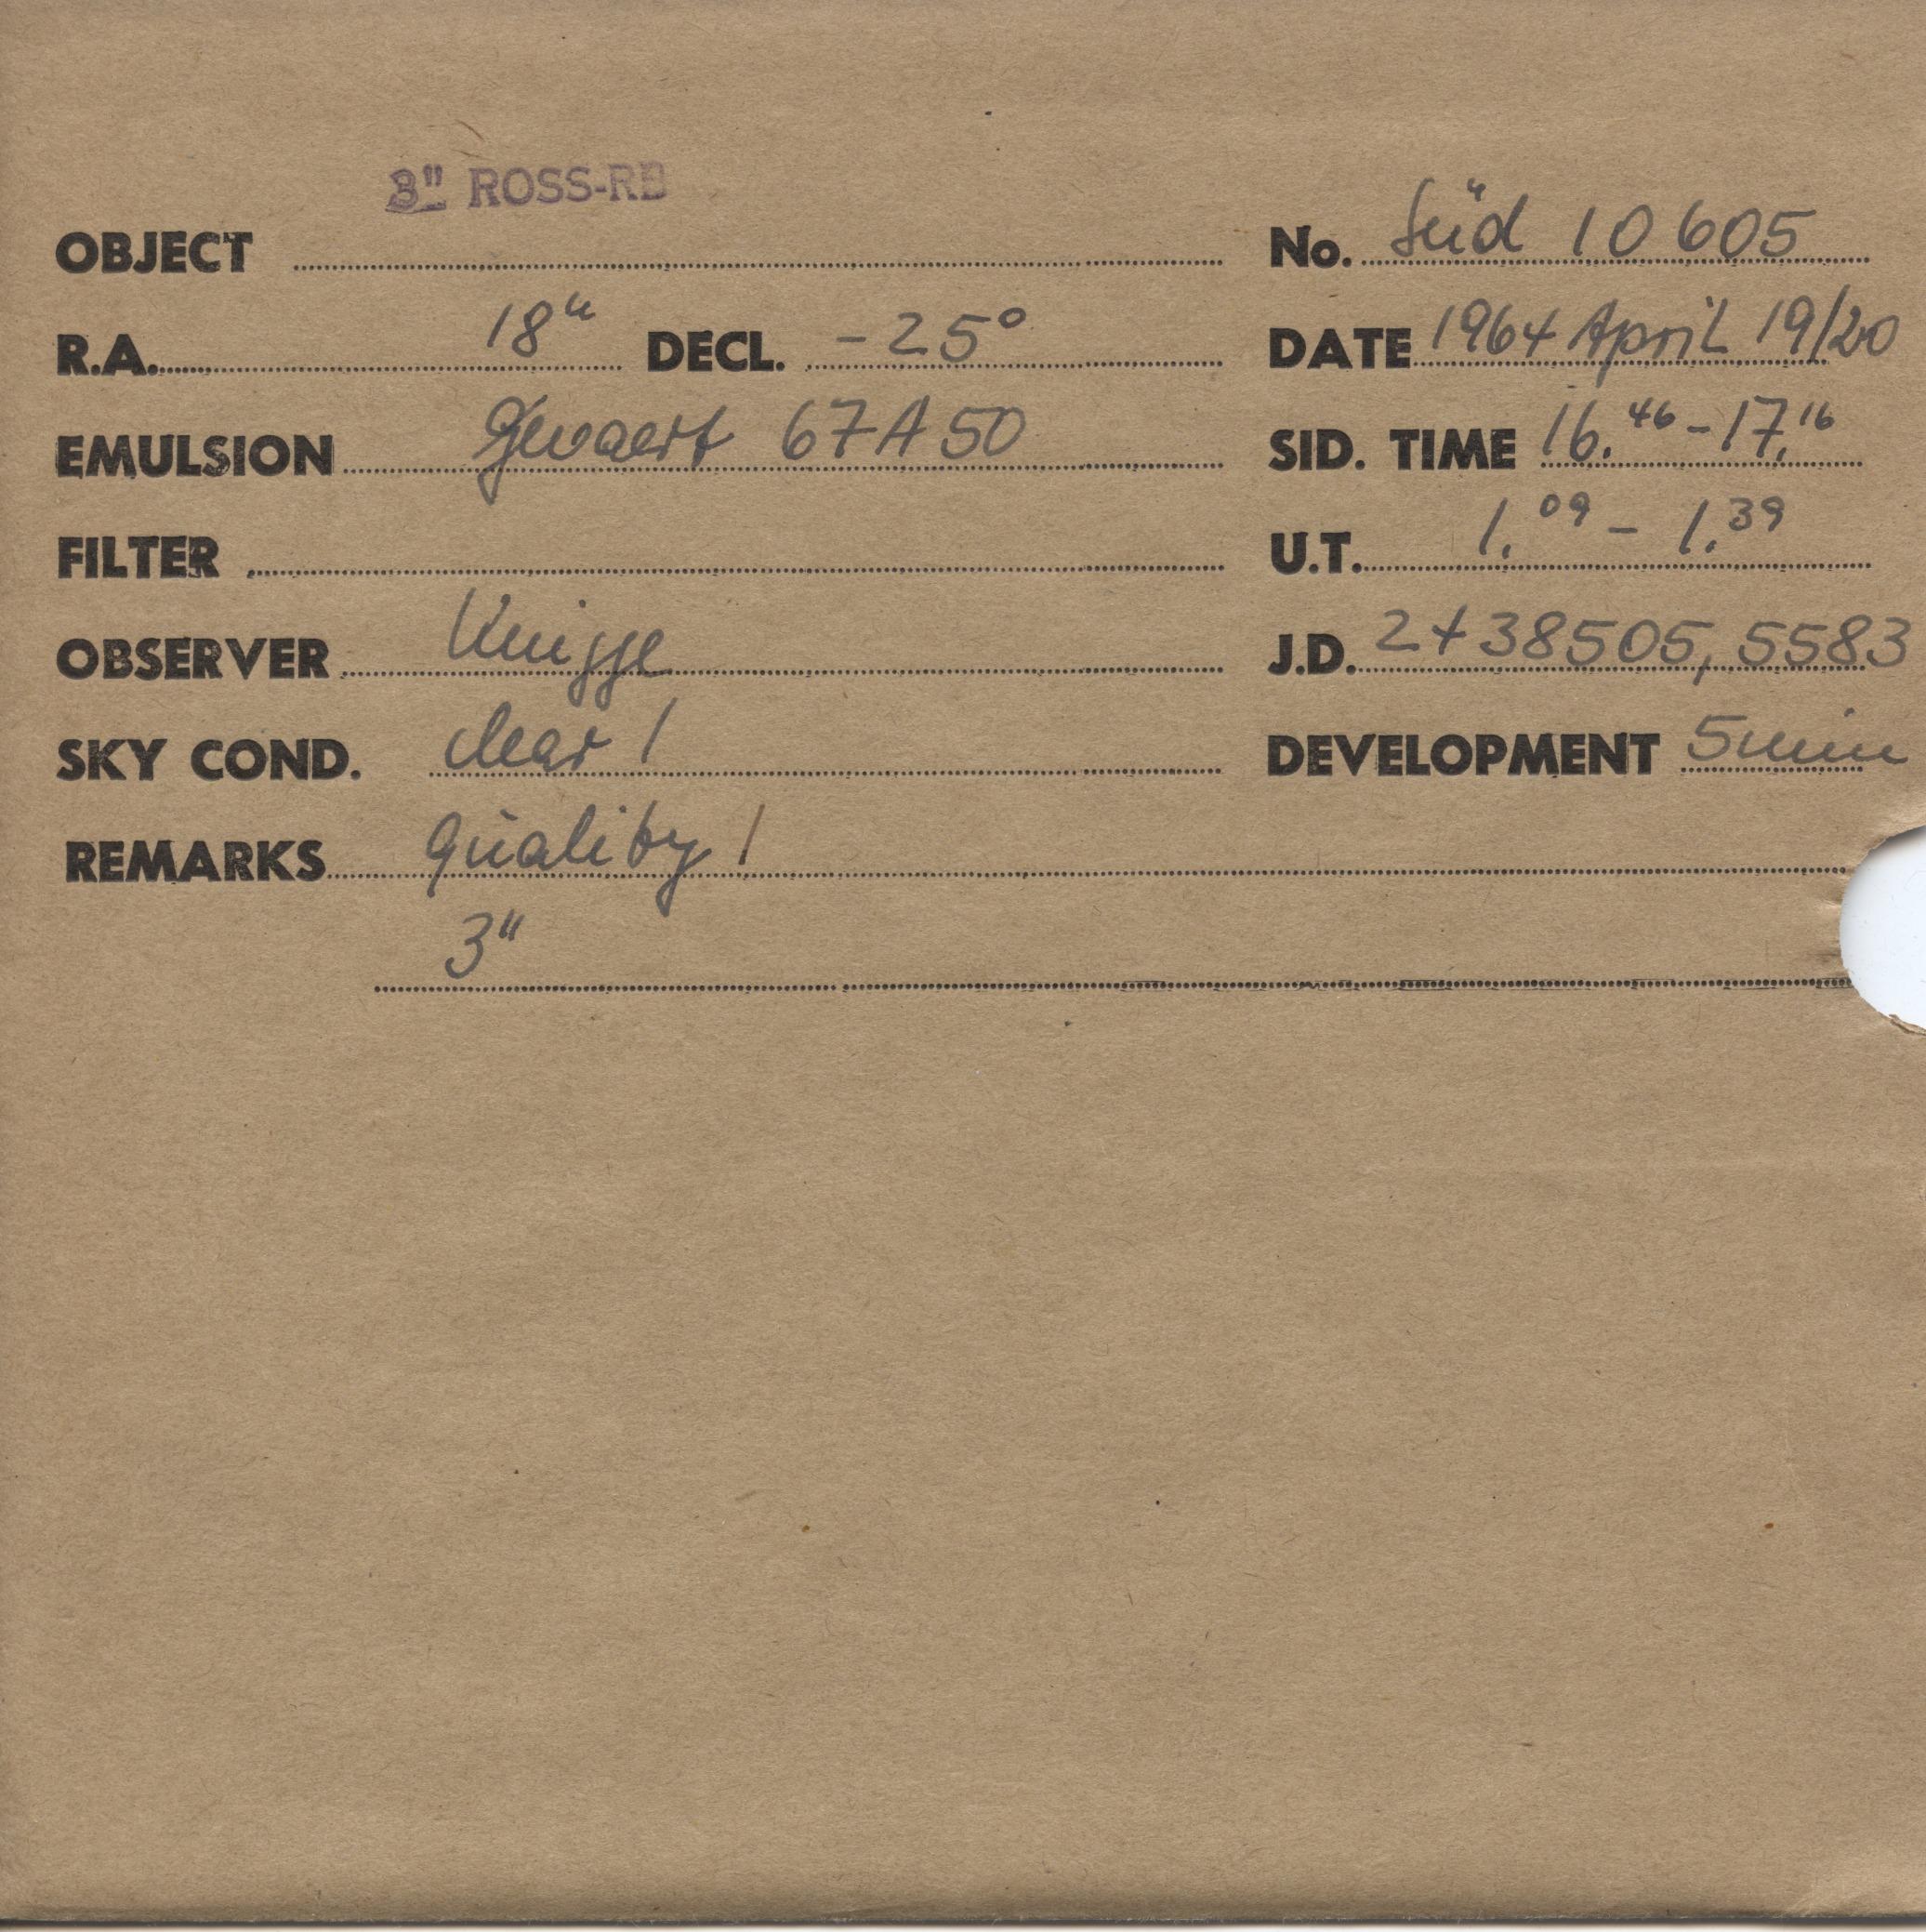 3" ROSS-RB
OBJECT No. Süd 10605
R.A. 18h DECL. -25° DATE 1964 April 19/20
EMULSION Gevaert 67A50 SID. TIME 16.46-17.16
FILTER U.T. 1.09 - 1.39
OBSERVER Knigge J.D. 2438505,5583
SKY COND. clear 1 DEVELOPMENT 5min
REMARKS quality 1
3"